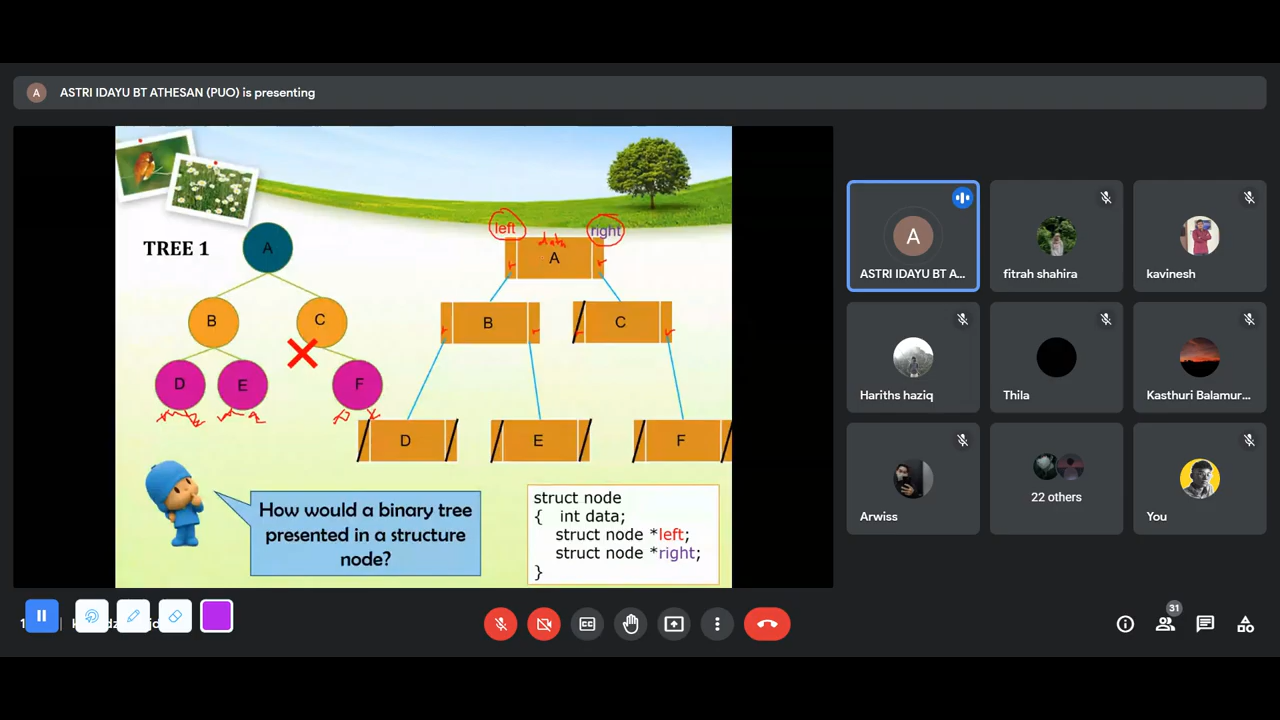 A
ASTRI IDAYU BT ATHESAN (PUO) is presenting
TREE 1
A
B
C
D
E
F
left
right
data
A
B
C
D
E
F
How would a binary tree
presented in a structure
node?
struct node
{ int data;
struct node *left;
struct node *right;
}
A
ASTRI IDAYU BT A...
fitrah shahira
kavinesh
Hariths haziq
Thila
Kasthuri Balamur...
Arwiss
22 others
You
31